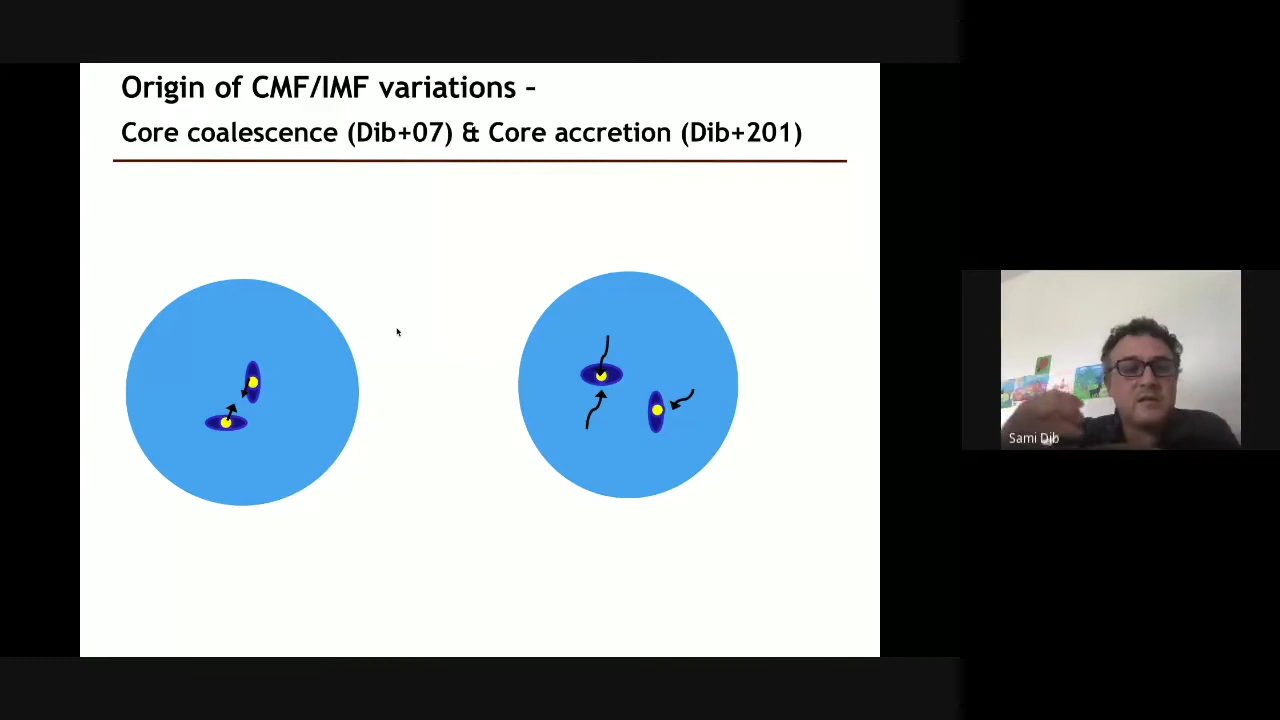 Origin of CMF/IMF variations –
Core coalescence (Dib+07) & Core accretion (Dib+201)
Sami Dib